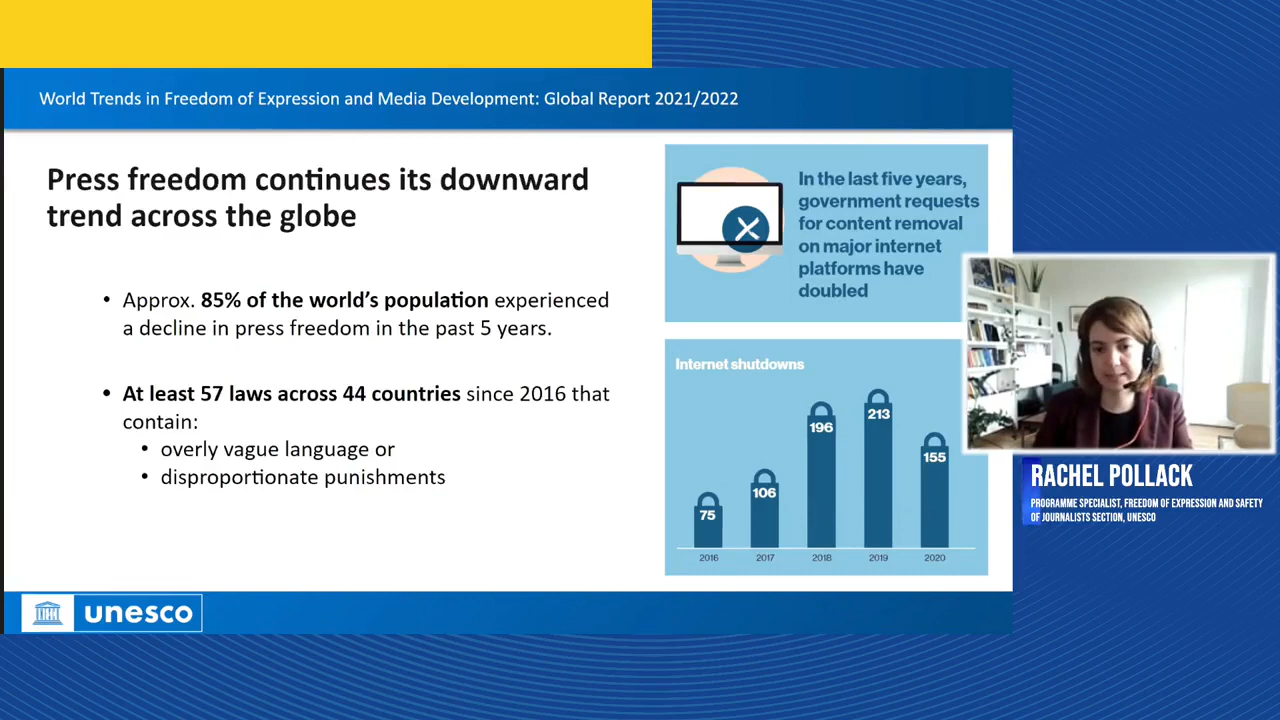 World Trends in Freedom of Expression and Media Development: Global Report 2021/2022
Press freedom continues its downward
trend across the globe
• Approx. 85% of the world's population experienced
a decline in press freedom in the past 5 years.
• At least 57 laws across 44 countries since 2016 that
contain:
• overly vague language or
• disproportionate punishments
In the last five years,
government requests
for content removal
on major internet
platforms have
doubled
Internet shutdowns
75
106
196
213
155
2016
2017
2018
2019
2020
RACHEL POLLACK
PROGRAMME SPECIALIST, FREEDOM OF EXPRESSION AND SAFETY
OF JOURNALISTS SECTION, UNESCO
unesco